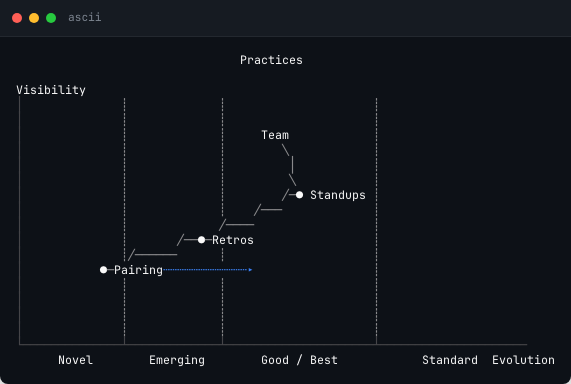 ascii
Practices
Visibility
Team
Standups
Retros
Pairing
Novel Emerging Good / Best Standard Evolution